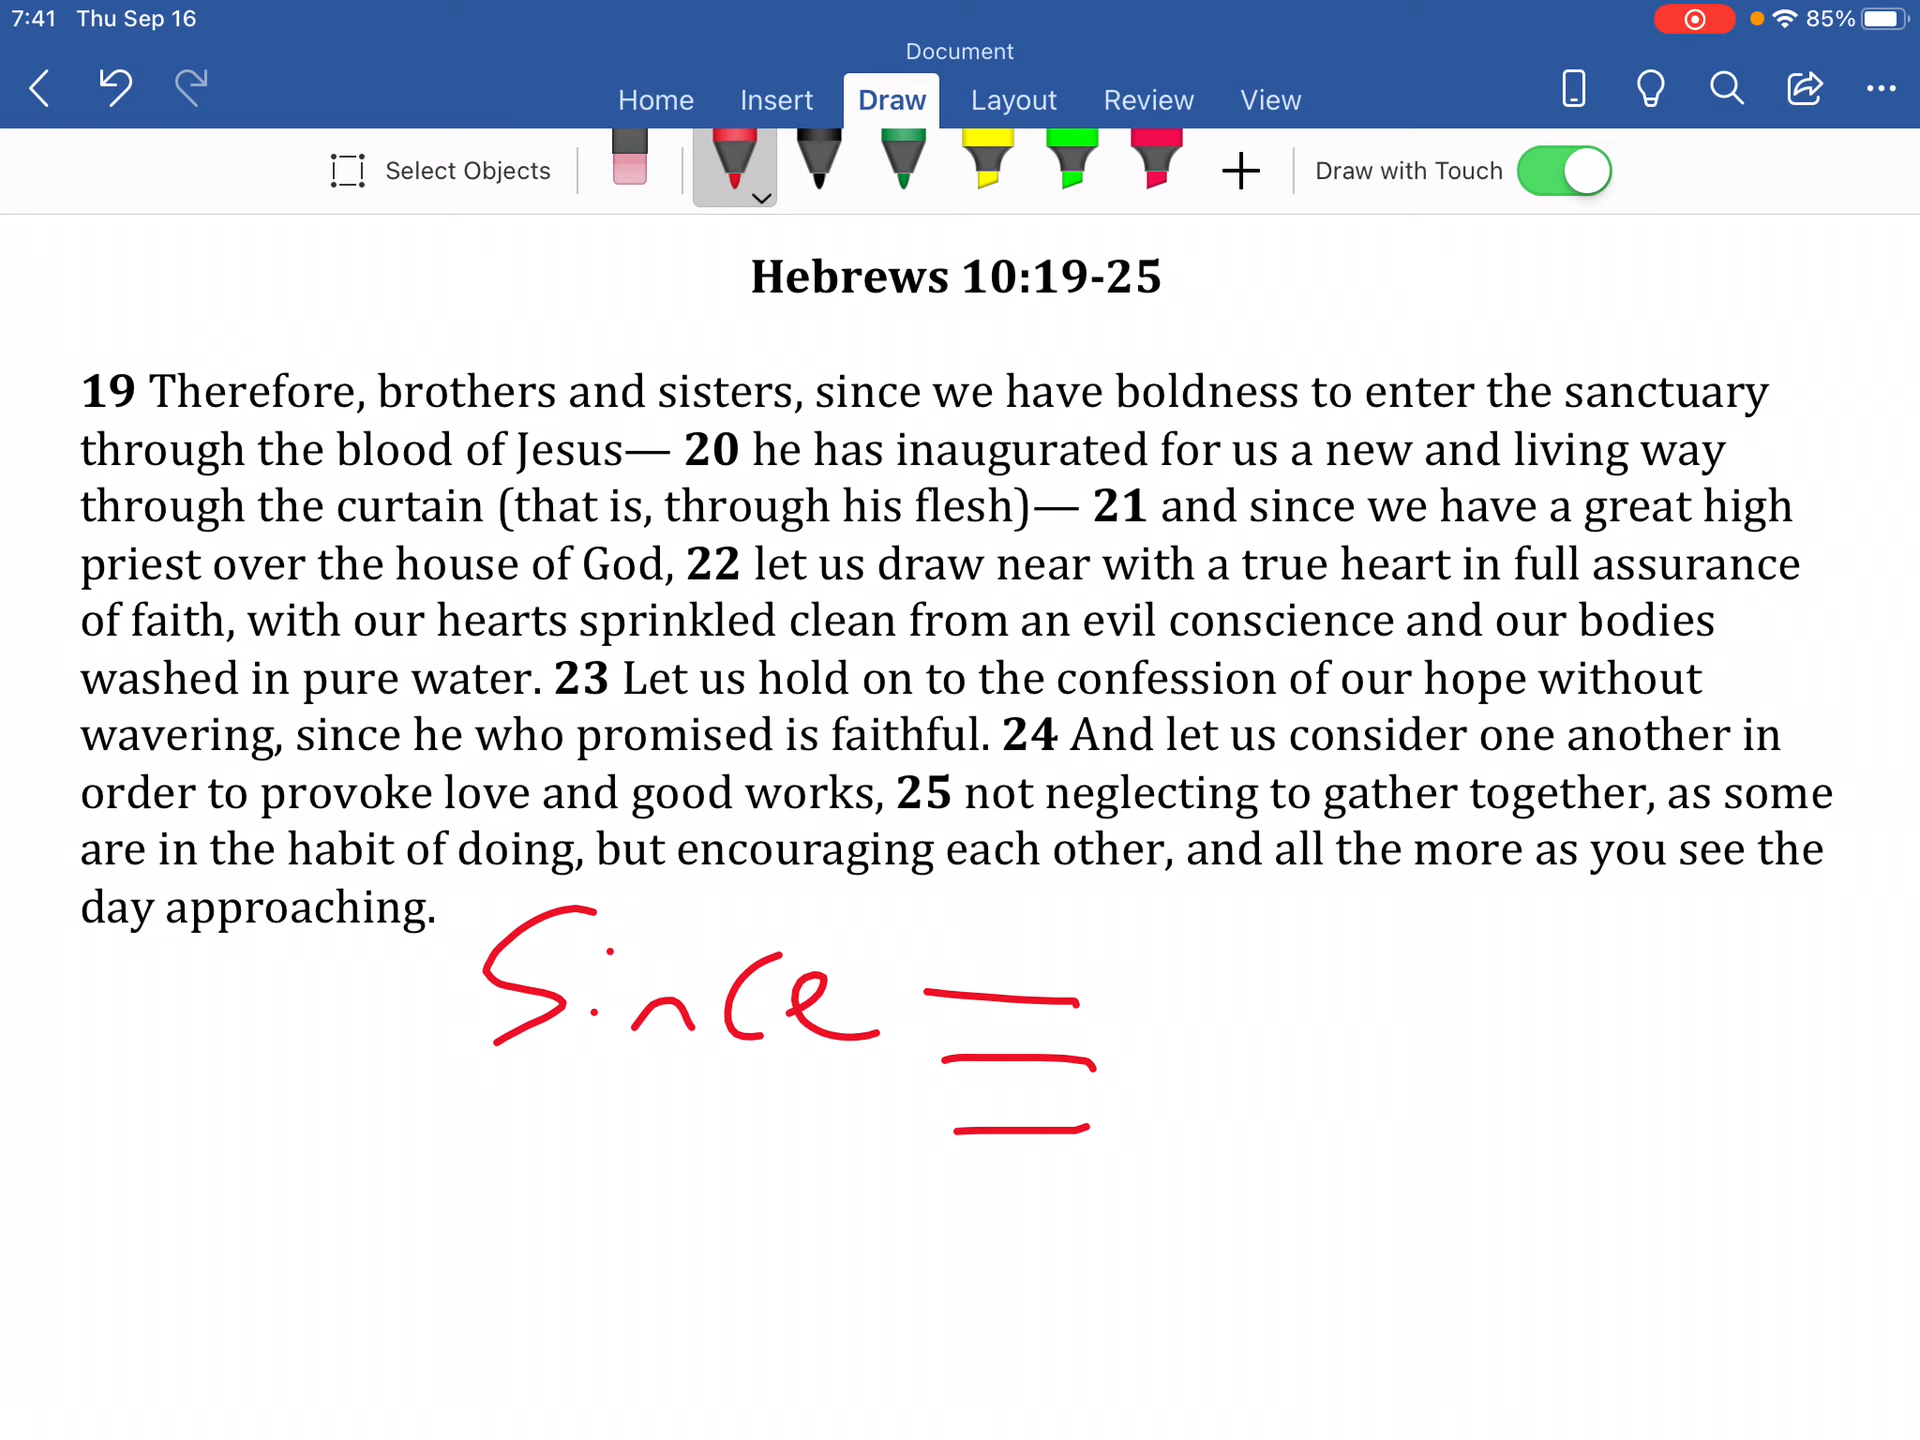 7:41 Thu Sep 16 85%
Document
Home Insert Draw Layout Review View
Select Objects Draw with Touch
Hebrews 10:19-25
19 Therefore, brothers and sisters, since we have boldness to enter the sanctuary
through the blood of Jesus— 20 he has inaugurated for us a new and living way
through the curtain (that is, through his flesh)— 21 and since we have a great high
priest over the house of God, 22 let us draw near with a true heart in full assurance
of faith, with our hearts sprinkled clean from an evil conscience and our bodies
washed in pure water. 23 Let us hold on to the confession of our hope without
wavering, since he who promised is faithful. 24 And let us consider one another in
order to provoke love and good works, 25 not neglecting to gather together, as some
are in the habit of doing, but encouraging each other, and all the more as you see the
day approaching.
Since